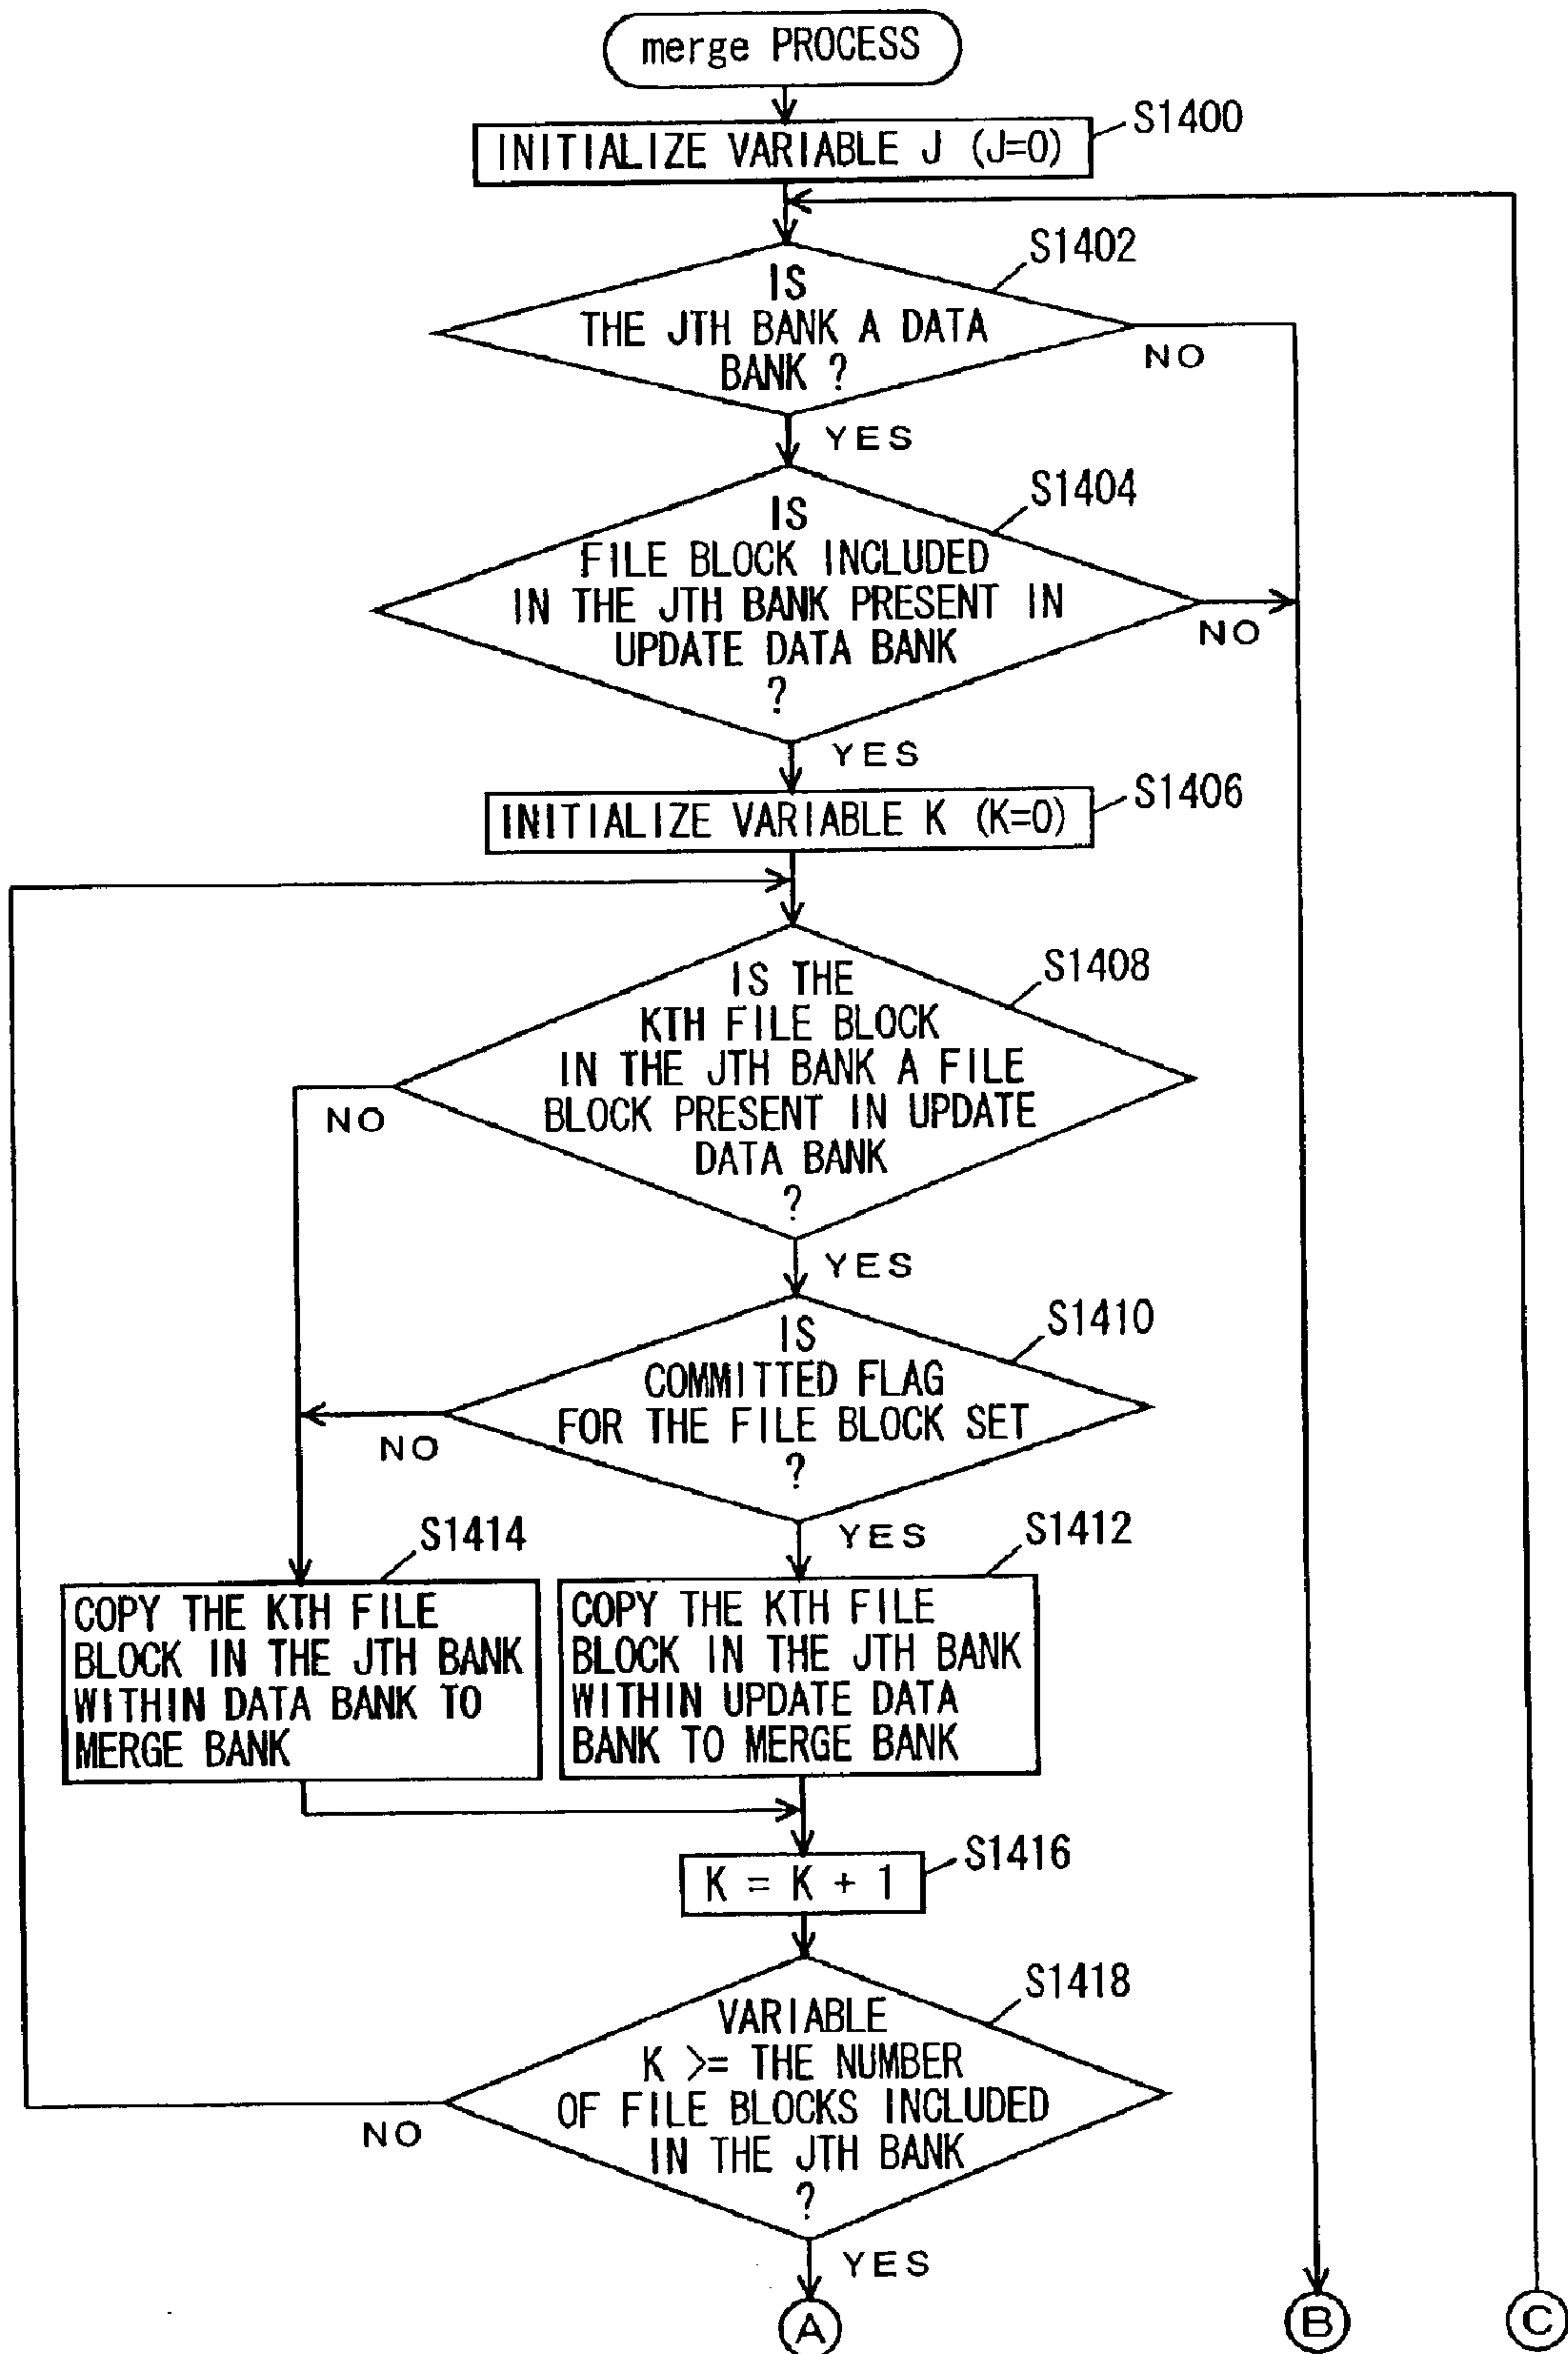 merge PROCESS
S1400
INITIALIZE VARIABLE J (J=0)
S1402
IS
THE JTH BANK A DATA
BANK ?
NO
YES
S1404
IS
FILE BLOCK INCLUDED
IN THE JTH BANK PRESENT IN
UPDATE DATA BANK
?
NO
YES
S1406
INITIALIZE VARIABLE K (K=0)
S1408
IS THE
KTH FILE BLOCK
IN THE JTH BANK A FILE
BLOCK PRESENT IN UPDATE
DATA BANK
?
NO
YES
S1410
IS
COMMITTED FLAG
FOR THE FILE BLOCK SET
?
NO
YES
S1414
COPY THE KTH FILE
BLOCK IN THE JTH BANK
WITHIN DATA BANK TO
MERGE BANK
S1412
COPY THE KTH FILE
BLOCK IN THE JTH BANK
WITHIN UPDATE DATA
BANK TO MERGE BANK
S1416
K = K + 1
S1418
VARIABLE
K >= THE NUMBER
OF FILE BLOCKS INCLUDED
IN THE JTH BANK
?
NO
YES
A
B
C